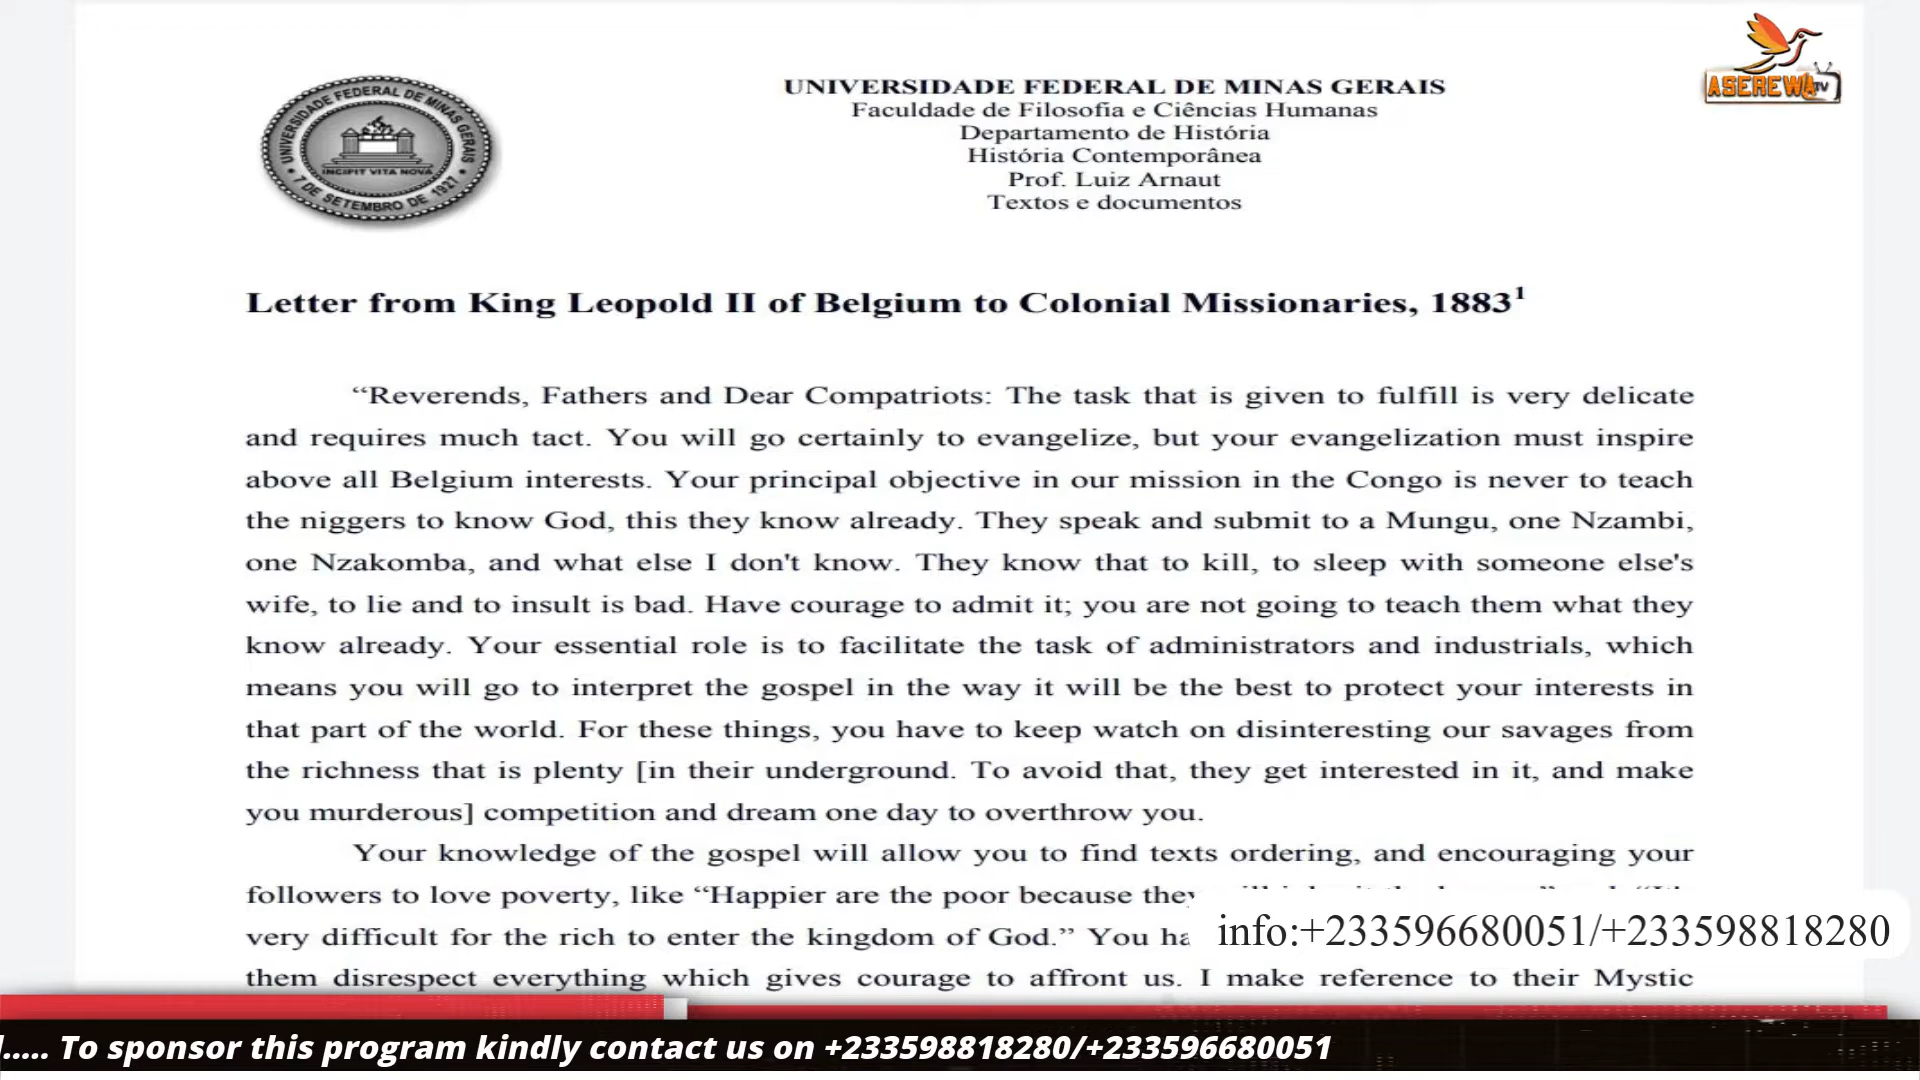 ASEREWA TV
UNIVERSIDADE FEDERAL DE MINAS GERAIS
7 DE SETEMBRO DE 1927
INCIPIT VITA NOVA
UNIVERSIDADE FEDERAL DE MINAS GERAIS
Faculdade de Filosofia e Ciências Humanas
Departamento de História
História Contemporânea
Prof. Luiz Arnaut
Textos e documentos
Letter from King Leopold II of Belgium to Colonial Missionaries, 1883¹
“Reverends, Fathers and Dear Compatriots: The task that is given to fulfill is very delicate
and requires much tact. You will go certainly to evangelize, but your evangelization must inspire
above all Belgium interests. Your principal objective in our mission in the Congo is never to teach
the niggers to know God, this they know already. They speak and submit to a Mungu, one Nzambi,
one Nzakomba, and what else I don't know. They know that to kill, to sleep with someone else's
wife, to lie and to insult is bad. Have courage to admit it; you are not going to teach them what they
know already. Your essential role is to facilitate the task of administrators and industrials, which
means you will go to interpret the gospel in the way it will be the best to protect your interests in
that part of the world. For these things, you have to keep watch on disinteresting our savages from
the richness that is plenty [in their underground. To avoid that, they get interested in it, and make
you murderous] competition and dream one day to overthrow you.
Your knowledge of the gospel will allow you to find texts ordering, and encouraging your
followers to love poverty, like “Happier are the poor because they
very difficult for the rich to enter the kingdom of God.” You ha
them disrespect everything which gives courage to affront us. I make reference to their Mystic
info:+233596680051/+233598818280
..... To sponsor this program kindly contact us on +233598818280/+233596680051